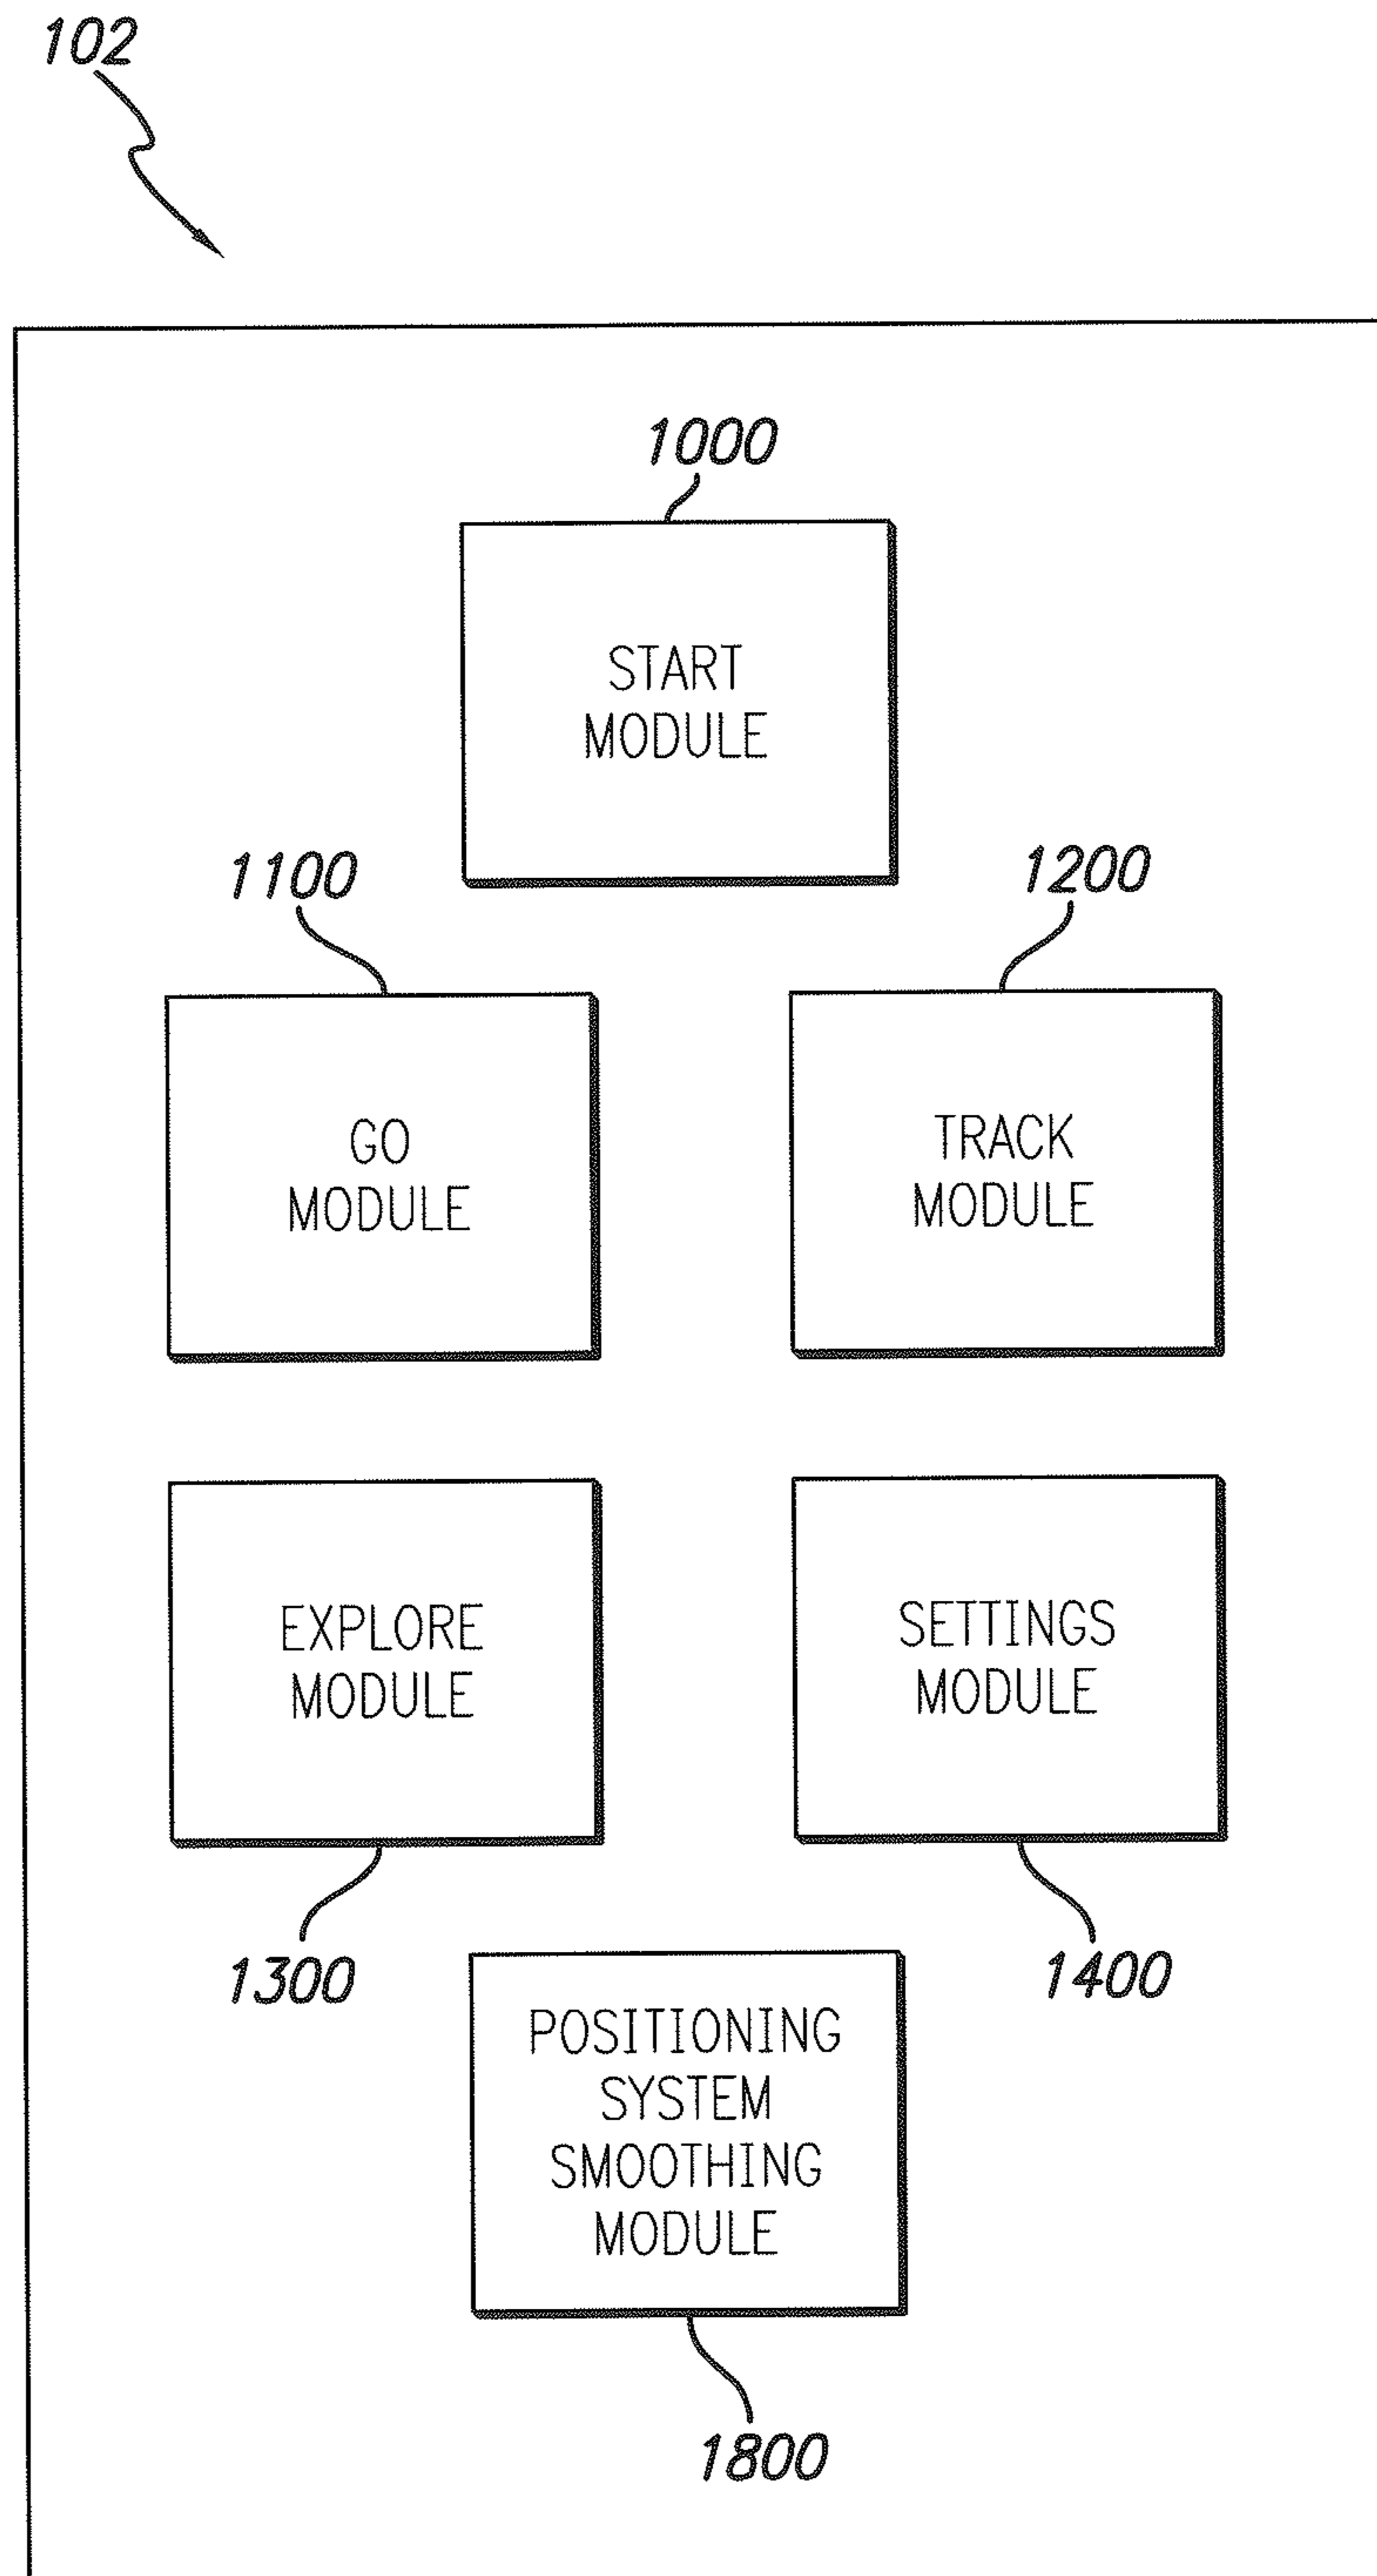 102
1000
START
MODULE
1100
1200
GO
MODULE
TRACK
MODULE
EXPLORE
MODULE
SETTINGS
MODULE
1300
1400
POSITIONING
SYSTEM
SMOOTHING
MODULE
1800